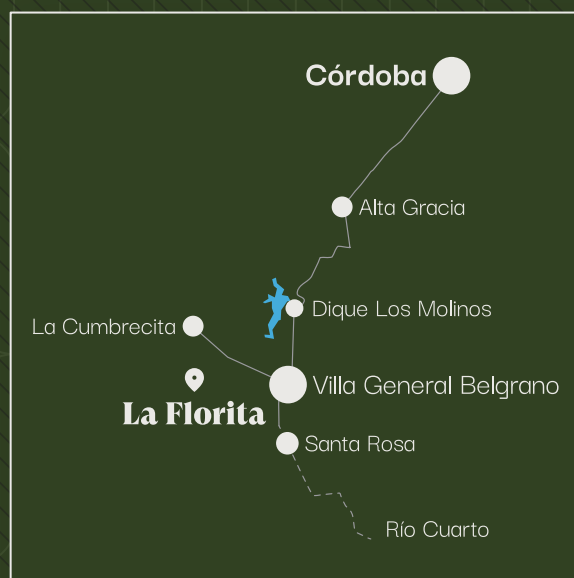 Córdoba
Alta Gracia
Dique Los Molinos
La Cumbrecita
Villa General Belgrano
La Florita
Santa Rosa
Río Cuarto